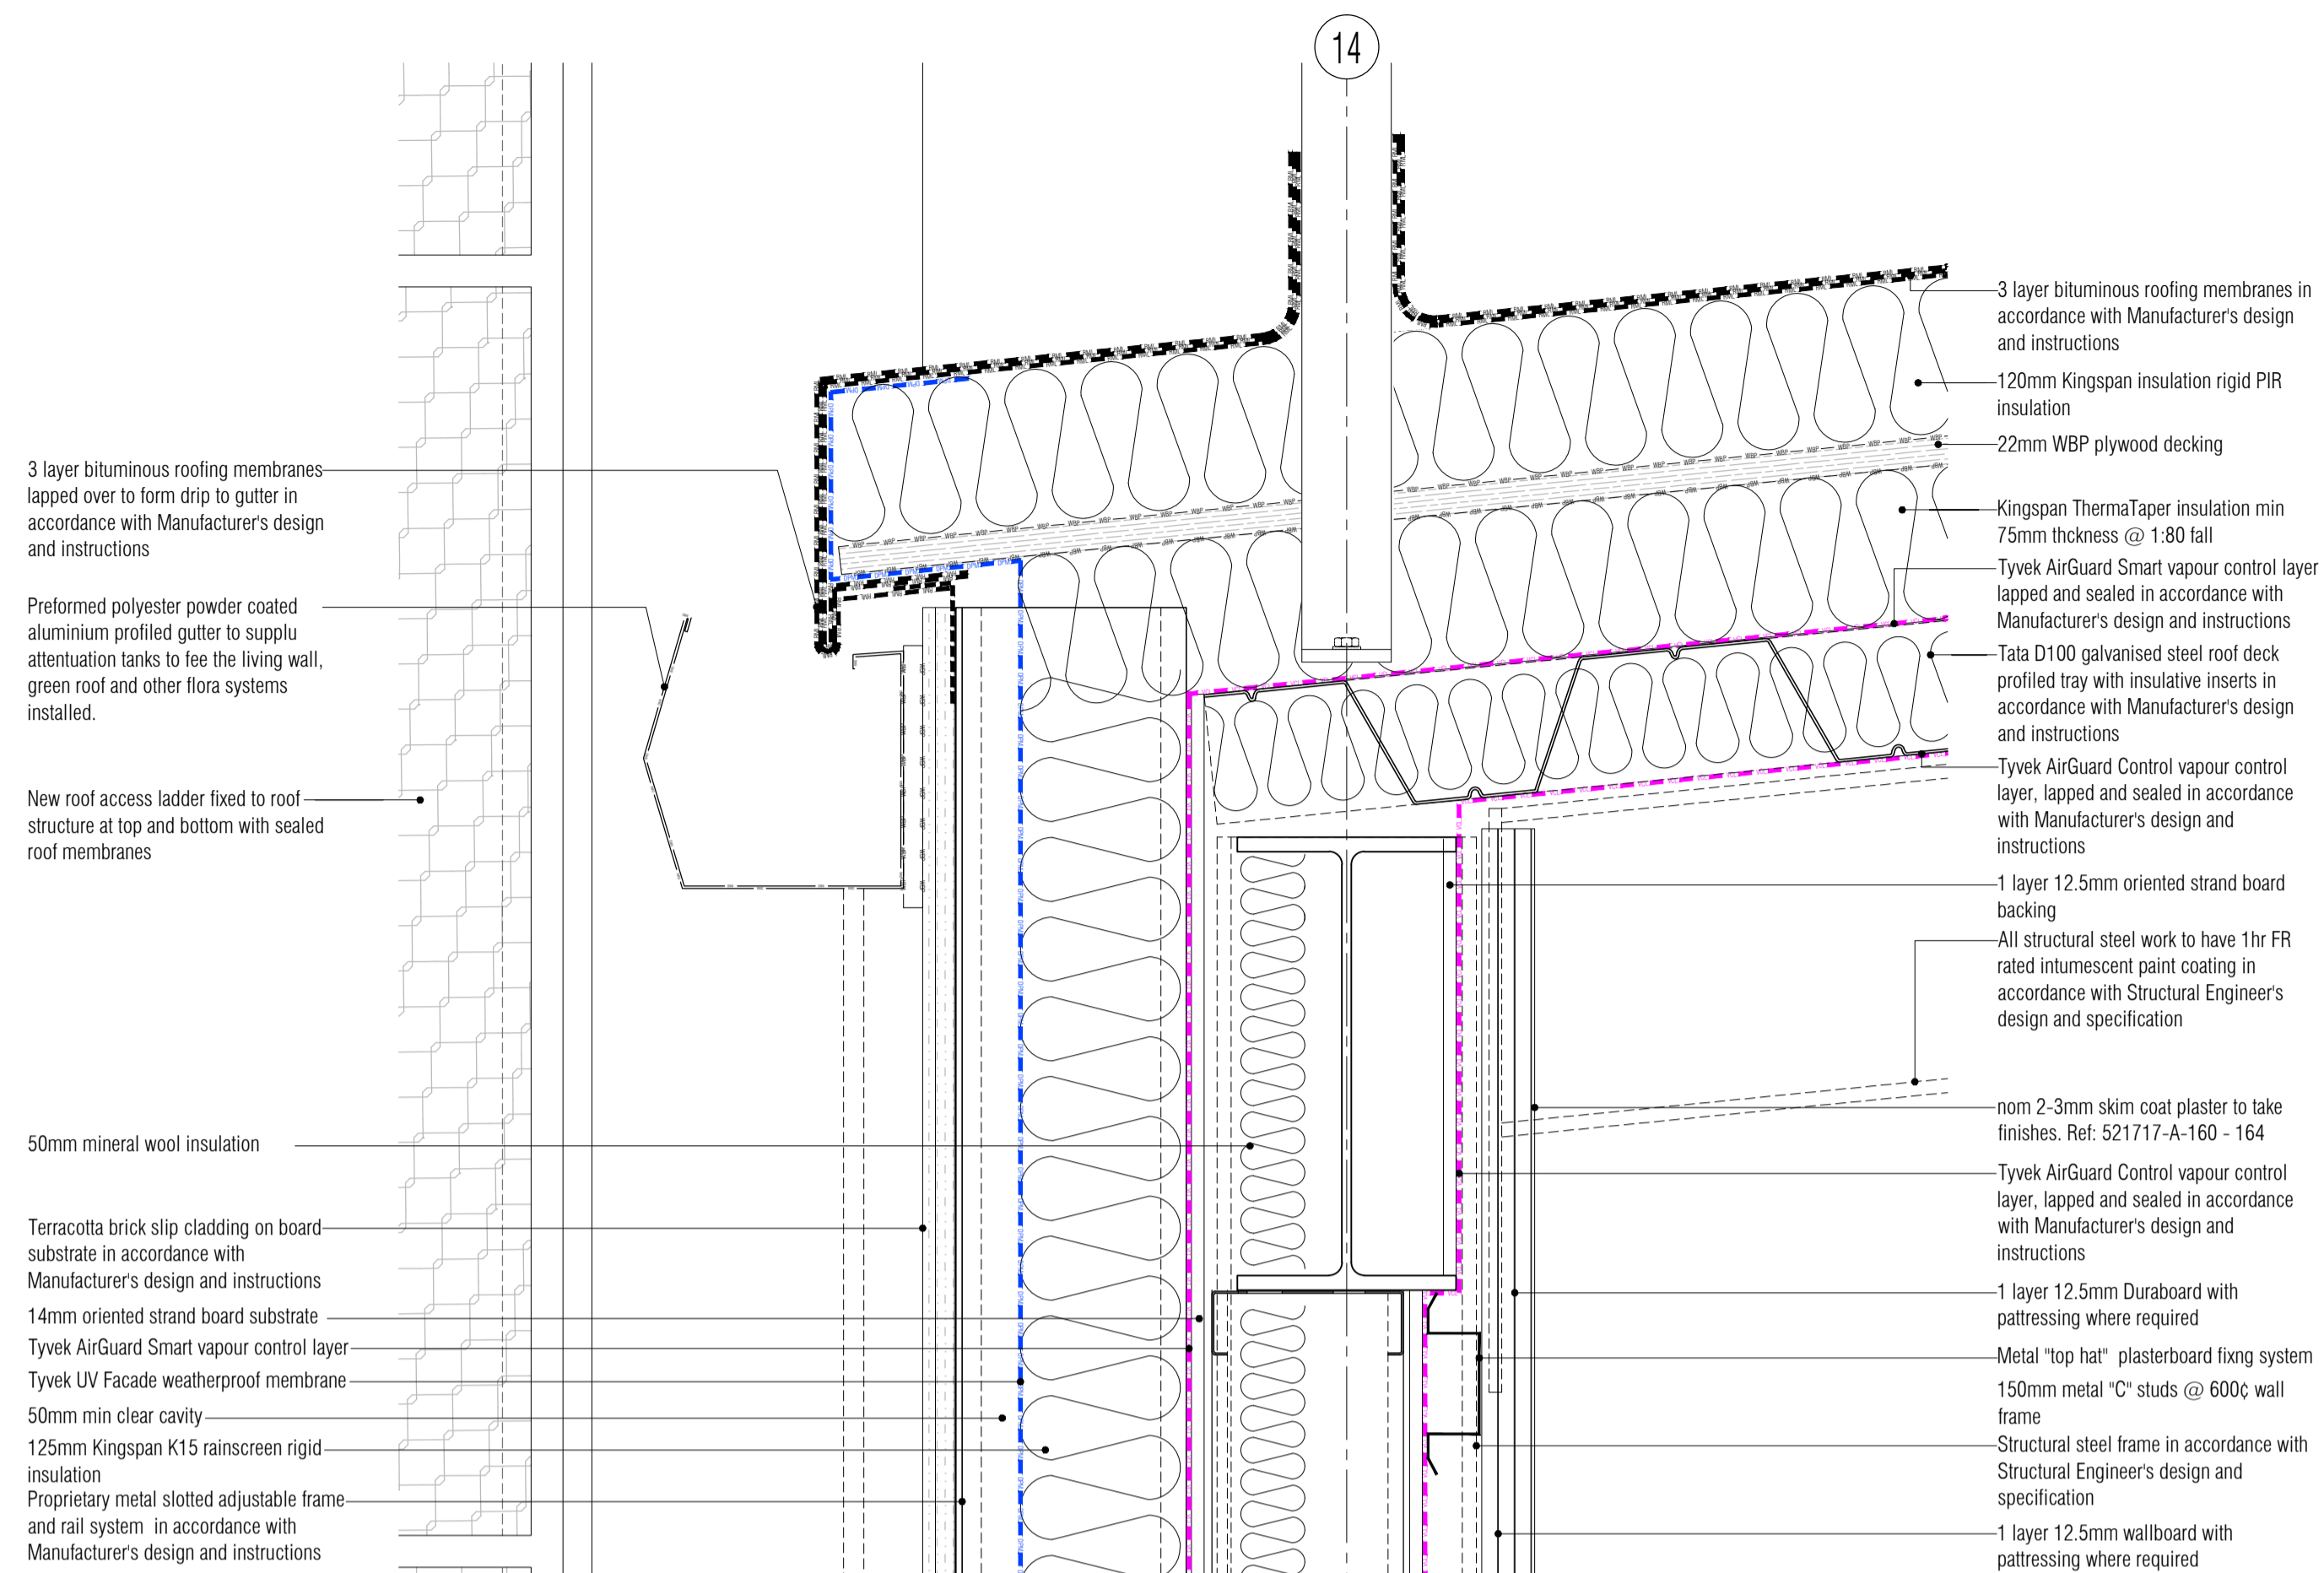 14
3 layer bituminous roofing membranes
lapped over to form drip to gutter in
accordance with Manufacturer's design
and instructions
Preformed polyester powder coated
aluminium profiled gutter to supplu
attentuation tanks to fee the living wall,
green roof and other flora systems
installed.
New roof access ladder fixed to roof
structure at top and bottom with sealed
roof membranes
50mm mineral wool insulation
Terracotta brick slip cladding on board
substrate in accordance with
Manufacturer's design and instructions
14mm oriented strand board substrate
Tyvek AirGuard Smart vapour control layer
Tyvek UV Facade weatherproof membrane
50mm min clear cavity
125mm Kingspan K15 rainscreen rigid
insulation
Proprietary metal slotted adjustable frame
and rail system in accordance with
Manufacturer's design and instructions
3 layer bituminous roofing membranes in
accordance with Manufacturer's design
and instructions
120mm Kingspan insulation rigid PIR
insulation
22mm WBP plywood decking
Kingspan ThermaTaper insulation min
75mm thckness @ 1:80 fall
Tyvek AirGuard Smart vapour control layer
lapped and sealed in accordance with
Manufacturer's design and instructions
Tata D100 galvanised steel roof deck
profiled tray with insulative inserts in
accordance with Manufacturer's design
and instructions
Tyvek AirGuard Control vapour control
layer, lapped and sealed in accordance
with Manufacturer's design and
instructions
1 layer 12.5mm oriented strand board
backing
All structural steel work to have 1hr FR
rated intumescent paint coating in
accordance with Structural Engineer's
design and specification
nom 2-3mm skim coat plaster to take
finishes. Ref: 521717-A-160 - 164
Tyvek AirGuard Control vapour control
layer, lapped and sealed in accordance
with Manufacturer's design and
instructions
1 layer 12.5mm Duraboard with
pattressing where required
Metal "top hat" plasterboard fixng system
150mm metal "C" studs @ 600¢ wall
frame
Structural steel frame in accordance with
Structural Engineer's design and
specification
1 layer 12.5mm wallboard with
pattressing where required